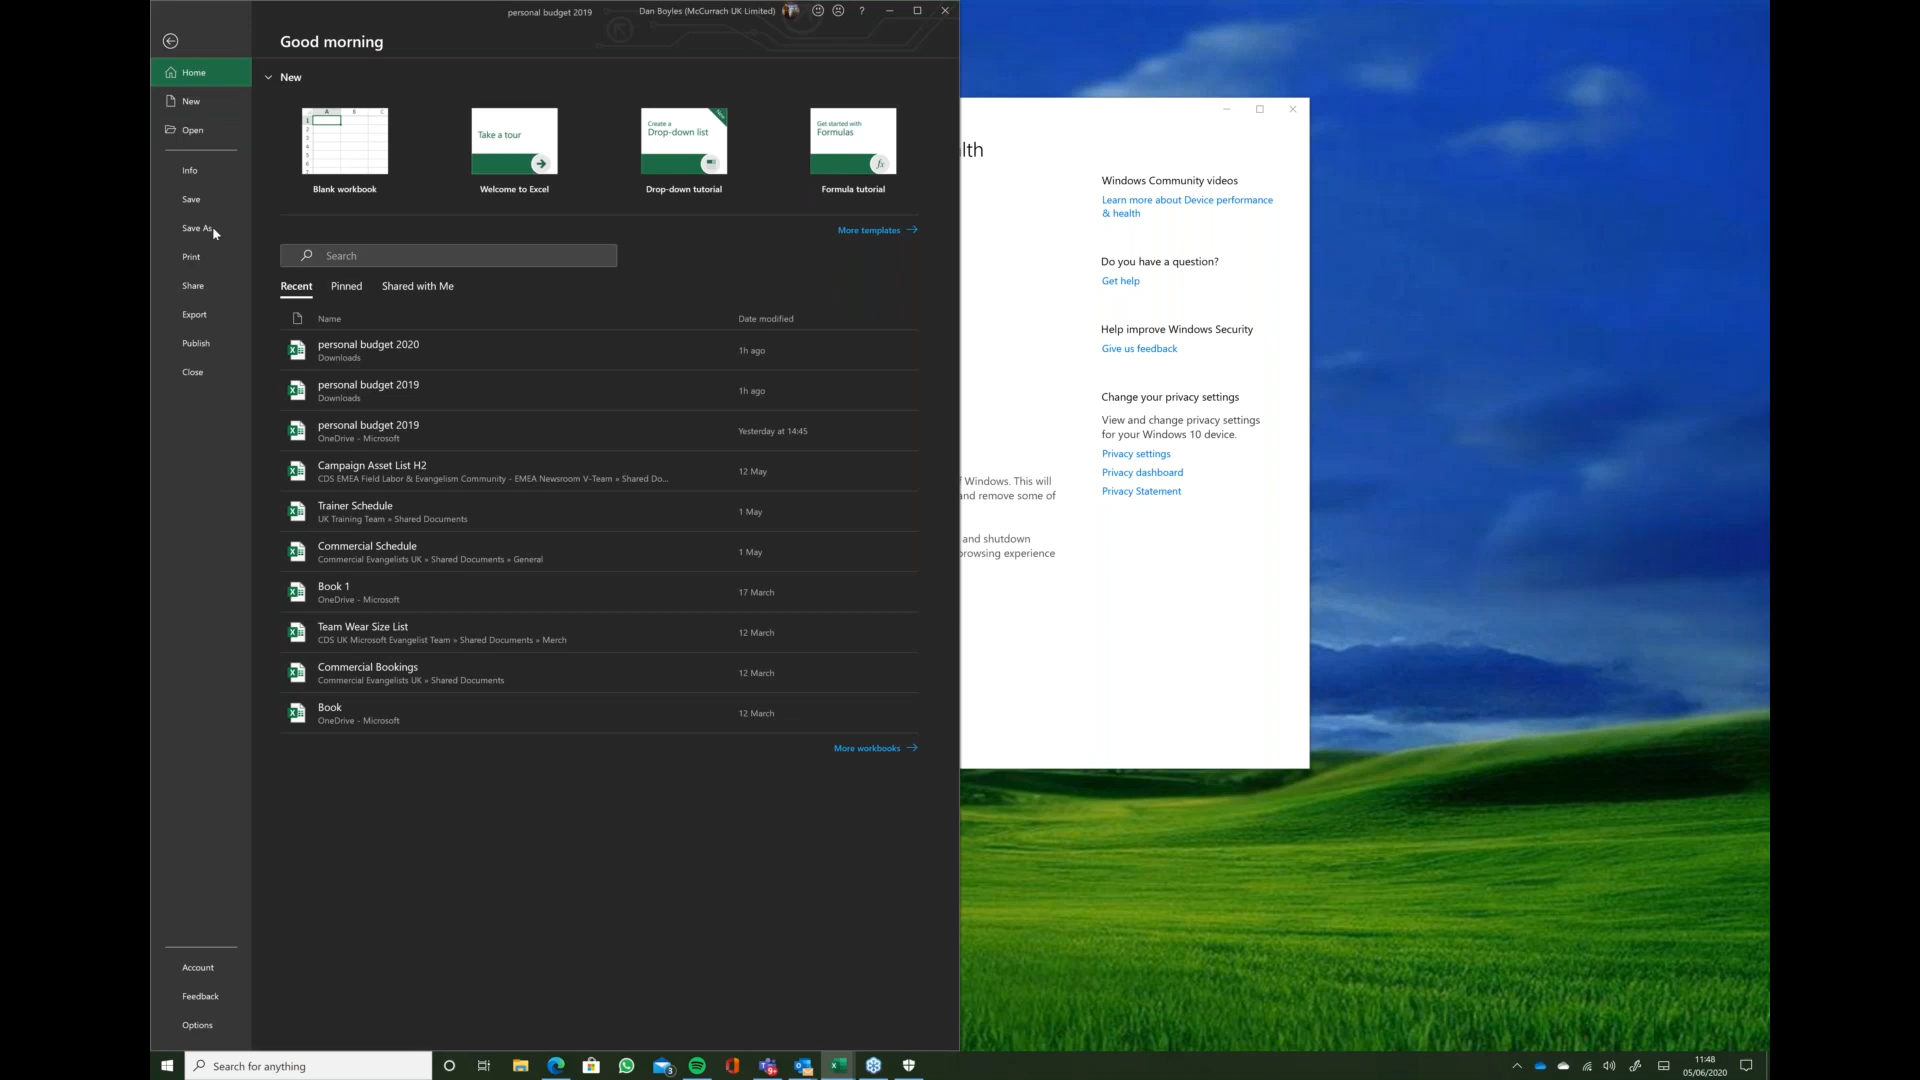 personal budget 2019
Dan Boyles (McCurrach UK Limited)
?
Good morning
Home
New
Open
Info
Save
Save As
Print
Share
Export
Publish
Close
Account
Feedback
Options
New
Blank workbook
Take a tour
Welcome to Excel
Create a
Drop-down list
New
Drop-down tutorial
Get started with
Formulas
fx
Formula tutorial
More templates
Search
Recent
Pinned
Shared with Me
Name
Date modified
personal budget 2020
Downloads
1h ago
personal budget 2019
Downloads
1h ago
personal budget 2019
OneDrive - Microsoft
Yesterday at 14:45
Campaign Asset List H2
CDS EMEA Field Labor & Evangelism Community - EMEA Newsroom V-Team » Shared Do...
12 May
Trainer Schedule
UK Training Team » Shared Documents
1 May
Commercial Schedule
Commercial Evangelists UK » Shared Documents » General
1 May
Book 1
OneDrive - Microsoft
17 March
Team Wear Size List
CDS UK Microsoft Evangelist Team » Shared Documents » Merch
12 March
Commercial Bookings
Commercial Evangelists UK » Shared Documents
12 March
Book
OneDrive - Microsoft
12 March
More workbooks
lth
f Windows. This will
and remove some of
and shutdown
browsing experience
Windows Community videos
Learn more about Device performance
& health
Do you have a question?
Get help
Help improve Windows Security
Give us feedback
Change your privacy settings
View and change privacy settings
for your Windows 10 device.
Privacy settings
Privacy dashboard
Privacy Statement
Search for anything
3
9+
11:48
05/06/2020